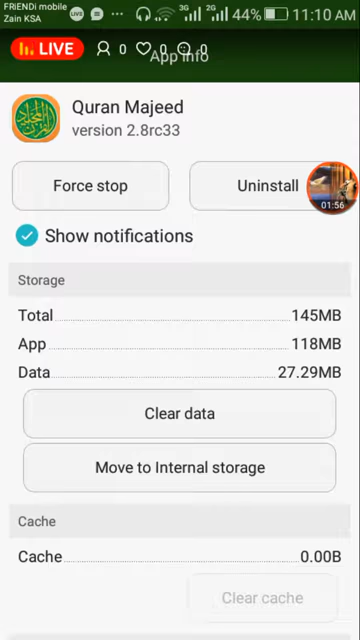 FRiENDi mobile
Zain KSA
3G 2G 44% 11:10 AM
LIVE 0 0 0
App info
Quran Majeed
version 2.8rc33
Force stop
Uninstall
01:56
Show notifications
Storage
Total 145MB
App 118MB
Data 27.29MB
Clear data
Move to Internal storage
Cache
Cache 0.00B
Clear cache